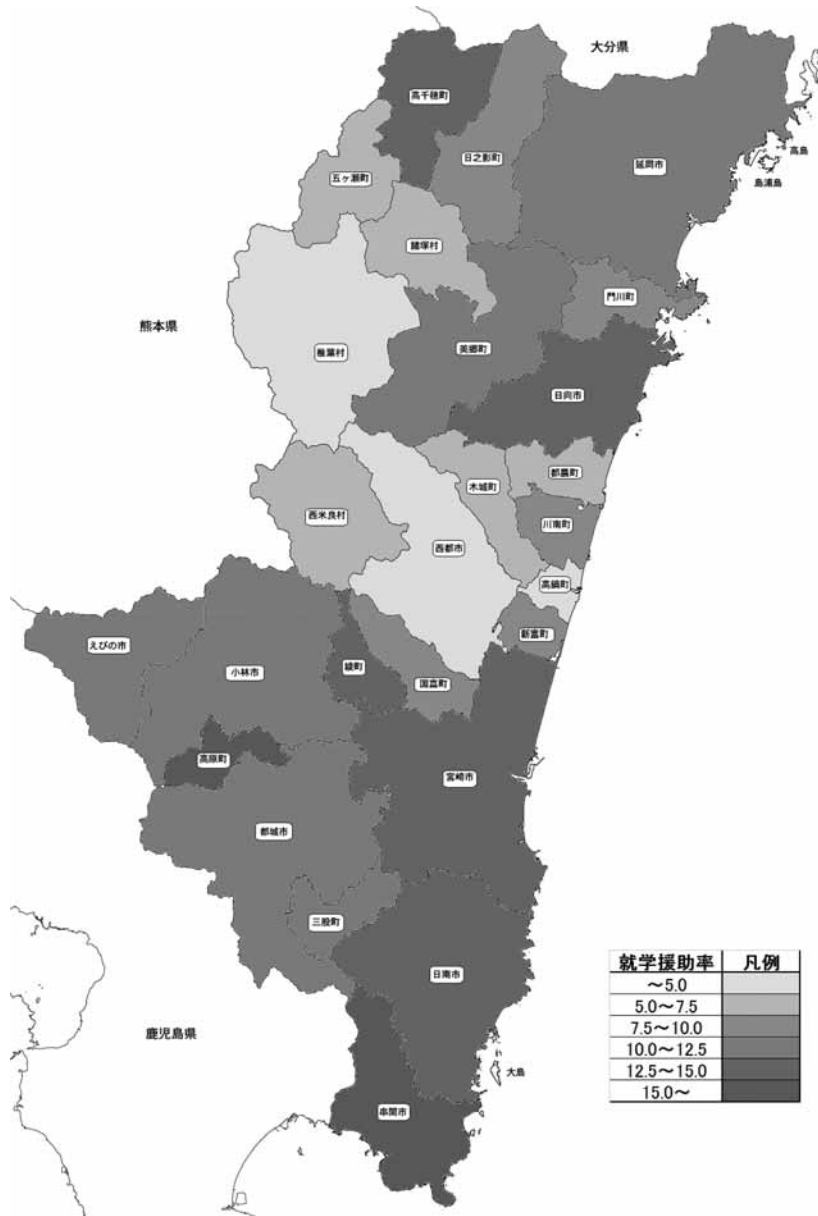 大分県
高千穂町
日之影町
延岡市
高島
島浦島
五ヶ瀬町
諸塚村
門川町
熊本県
椎葉村
美郷町
日向市
木城町
都農町
西米良村
川南町
西都市
高鍋町
新富町
えびの市
小林市
綾町
国富町
高原町
宮崎市
都城市
三股町
日南市
鹿児島県
大島
串間市
就学援助率 凡例
～5.0
5.0～7.5
7.5～10.0
10.0～12.5
12.5～15.0
15.0～